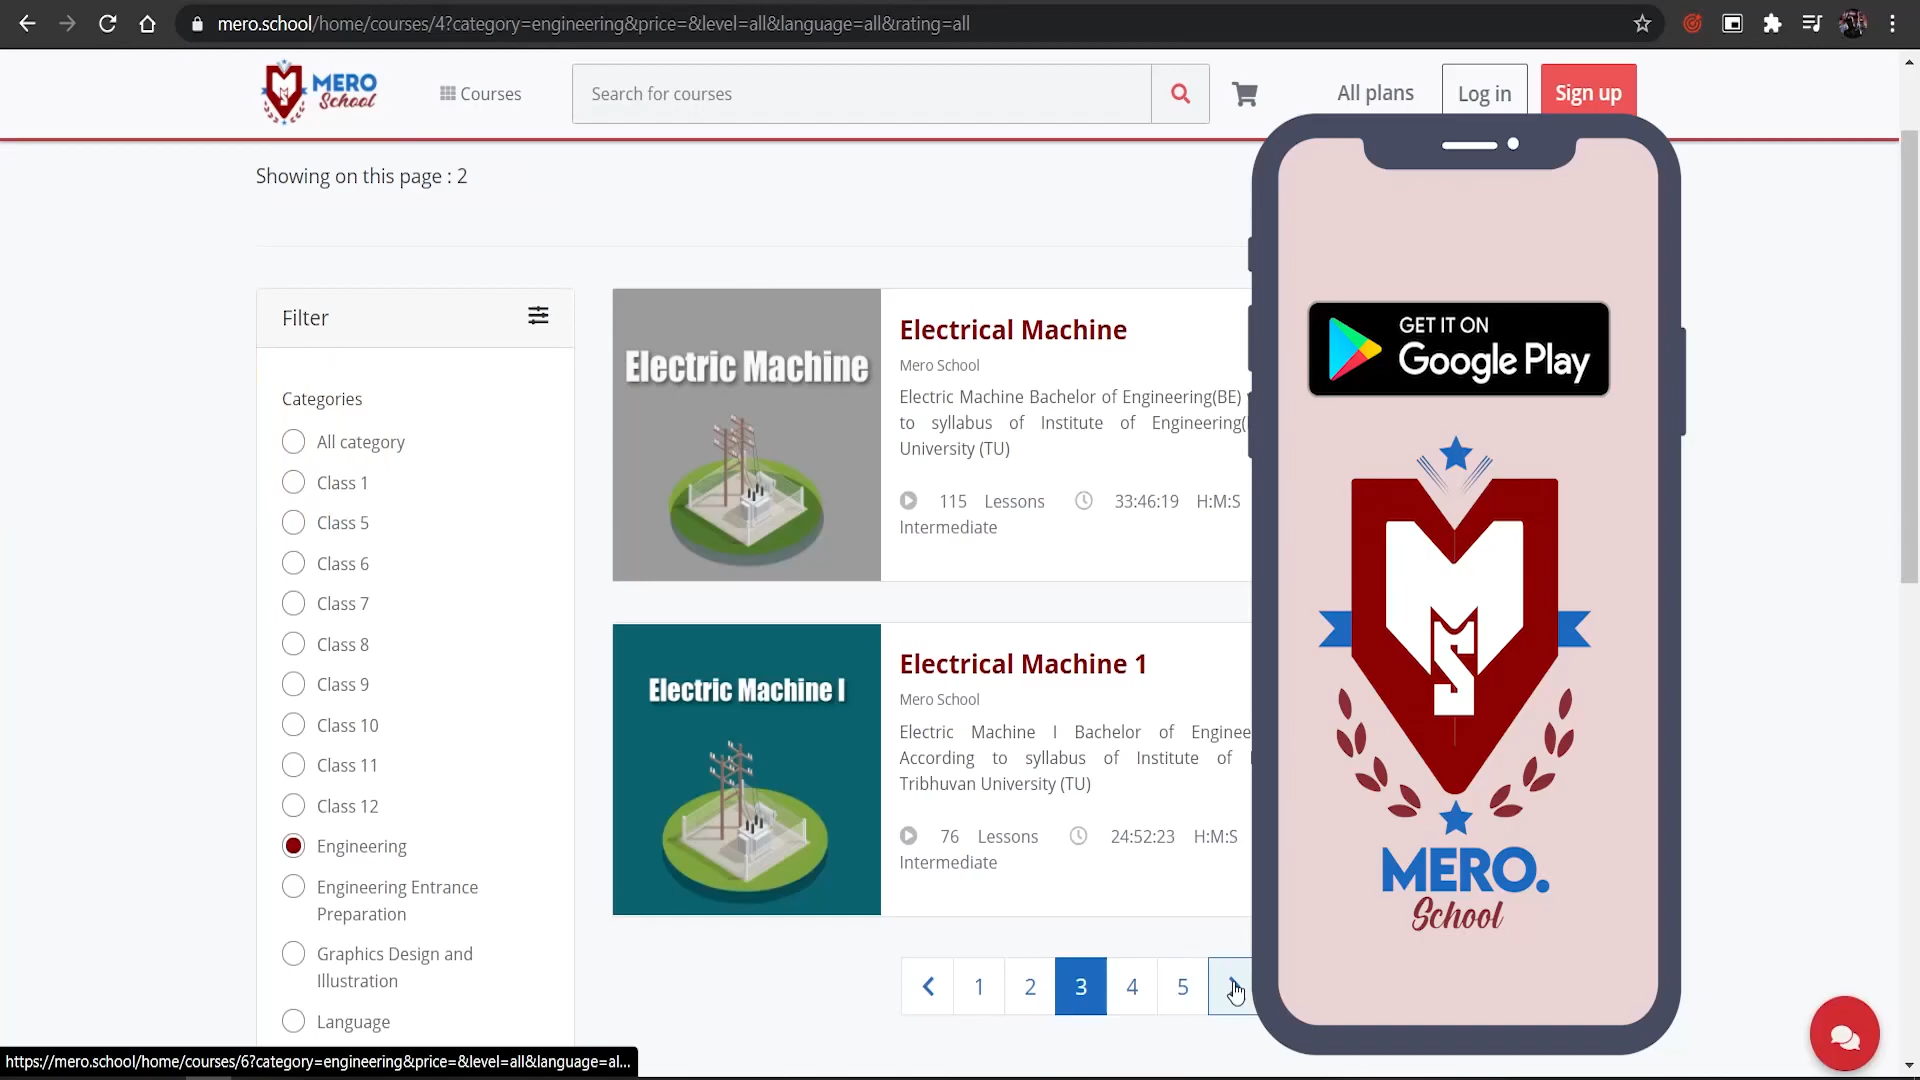 mero.school/home/courses/4?category=engineering&price=&level=all&language=all&rating=all
MERO
School
Courses
Search for courses
All plans
Log in
Sign up
Showing on this page : 2
Filter
Categories
All category
Class 1
Class 5
Class 6
Class 7
Class 8
Class 9
Class 10
Class 11
Class 12
Engineering
Engineering Entrance
Preparation
Graphics Design and
Illustration
Language
Electric Machine
Electrical Machine
Mero School
Electric Machine Bachelor of Engineering(BE)
to syllabus of Institute of Engineering(
University (TU)
115 Lessons 33:46:19 H:M:S
Intermediate
Electric Machine I
Electrical Machine 1
Mero School
Electric Machine I Bachelor of Enginee
According to syllabus of Institute of
Tribhuvan University (TU)
76 Lessons 24:52:23 H:M:S
Intermediate
1 2 3 4 5
GET IT ON
Google Play
MS
MERO.
School
https://mero.school/home/courses/6?category=engineering&price=&level=all&language=al...